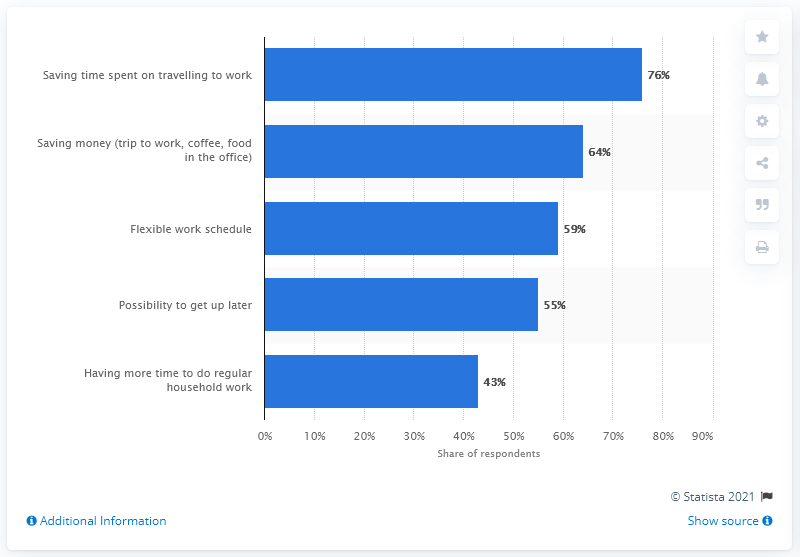 Saving time spent on travelling to work
76%
Saving money (trip to work, coffee, food
in the office)
64%
Flexible work schedule
59%
Possibility to get up later
55%
Having more time to do regular
household work
43%
0% 10% 20% 30% 40% 50% 60% 70% 80% 90%
Share of respondents
© Statista 2021
Additional Information
Show source